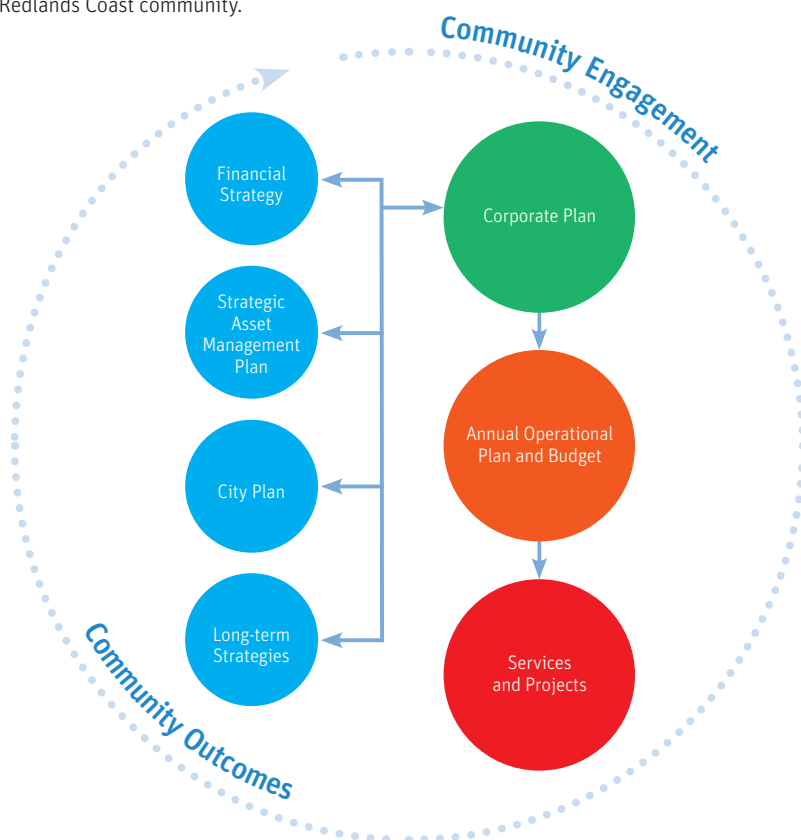 Redlands Coast community.
Community Engagement
Financial
Strategy
Corporate Plan
Strategic
Asset
Management
Plan
Annual Operational
Plan and Budget
City Plan
Long-term
Strategies
Services
and Projects
Community Outcomes